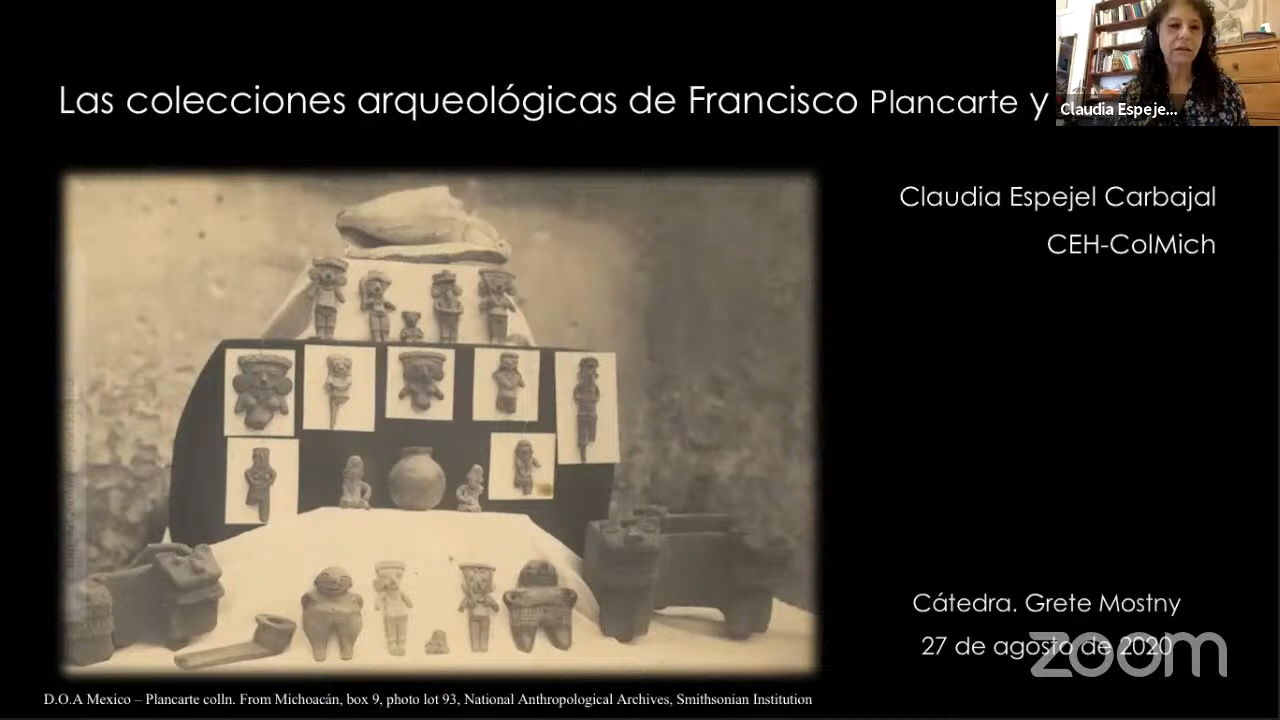 Las colecciones arqueológicas de Francisco Plancarte y
Claudia Espeje...
Claudia Espejel Carbajal
CEH-ColMich
Cátedra. Grete Mostny
27 de agosto de 2020
zoom
D.O.A Mexico – Plancarte colln. From Michoacán, box 9, photo lot 93, National Anthropological Archives, Smithsonian Institution